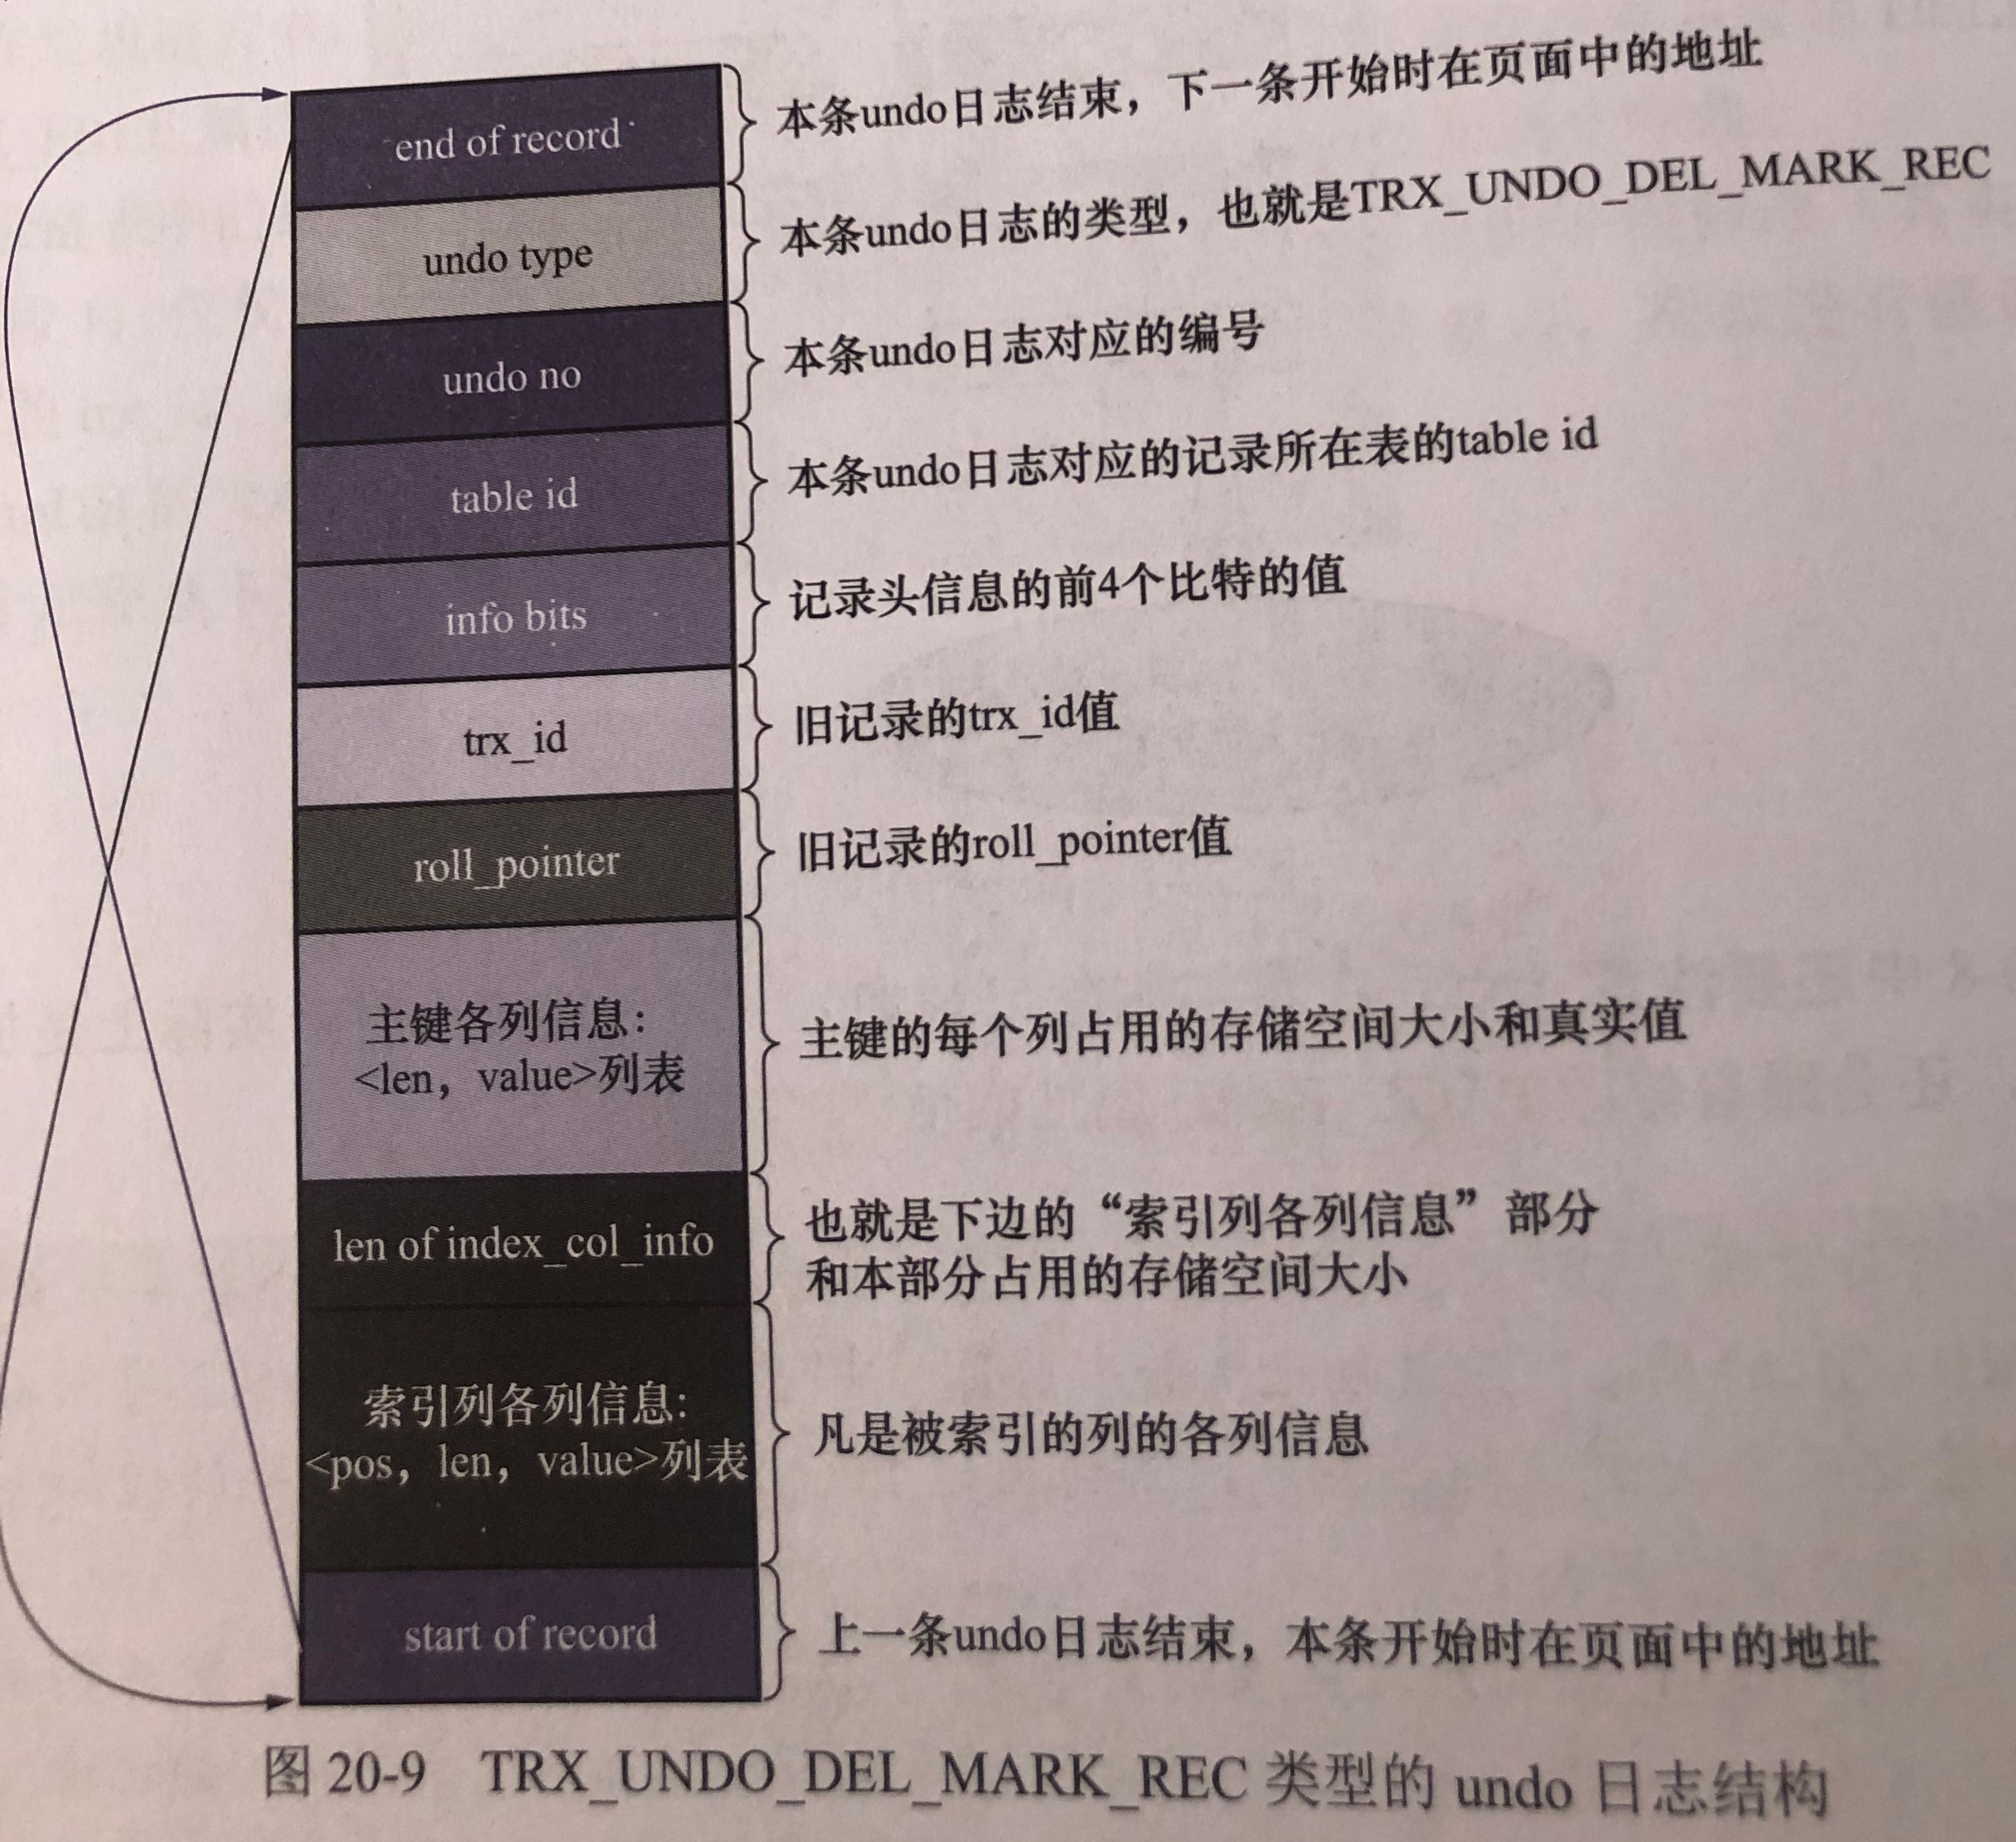 end of record
本条undo日志结束，下一条开始时在页面中的地址
undo type
本条undo日志的类型，也就是TRX_UNDO_DEL_MARK_REC
undo no
本条undo日志对应的编号
table id
本条undo日志对应的记录所在表的table id
info bits
记录头信息的前4个比特的值
trx_id
旧记录的trx_id值
roll_pointer
旧记录的roll_pointer值
主键各列信息：
<len，value>列表
主键的每个列占用的存储空间大小和真实值
len of index_col_info
也就是下边的“索引列各列信息”部分
和本部分占用的存储空间大小
索引列各列信息：
<pos，len，value>列表
凡是被索引的列的各列信息
start of record
上一条undo日志结束，本条开始时在页面中的地址
图 20-9 TRX_UNDO_DEL_MARK_REC 类型的 undo 日志结构